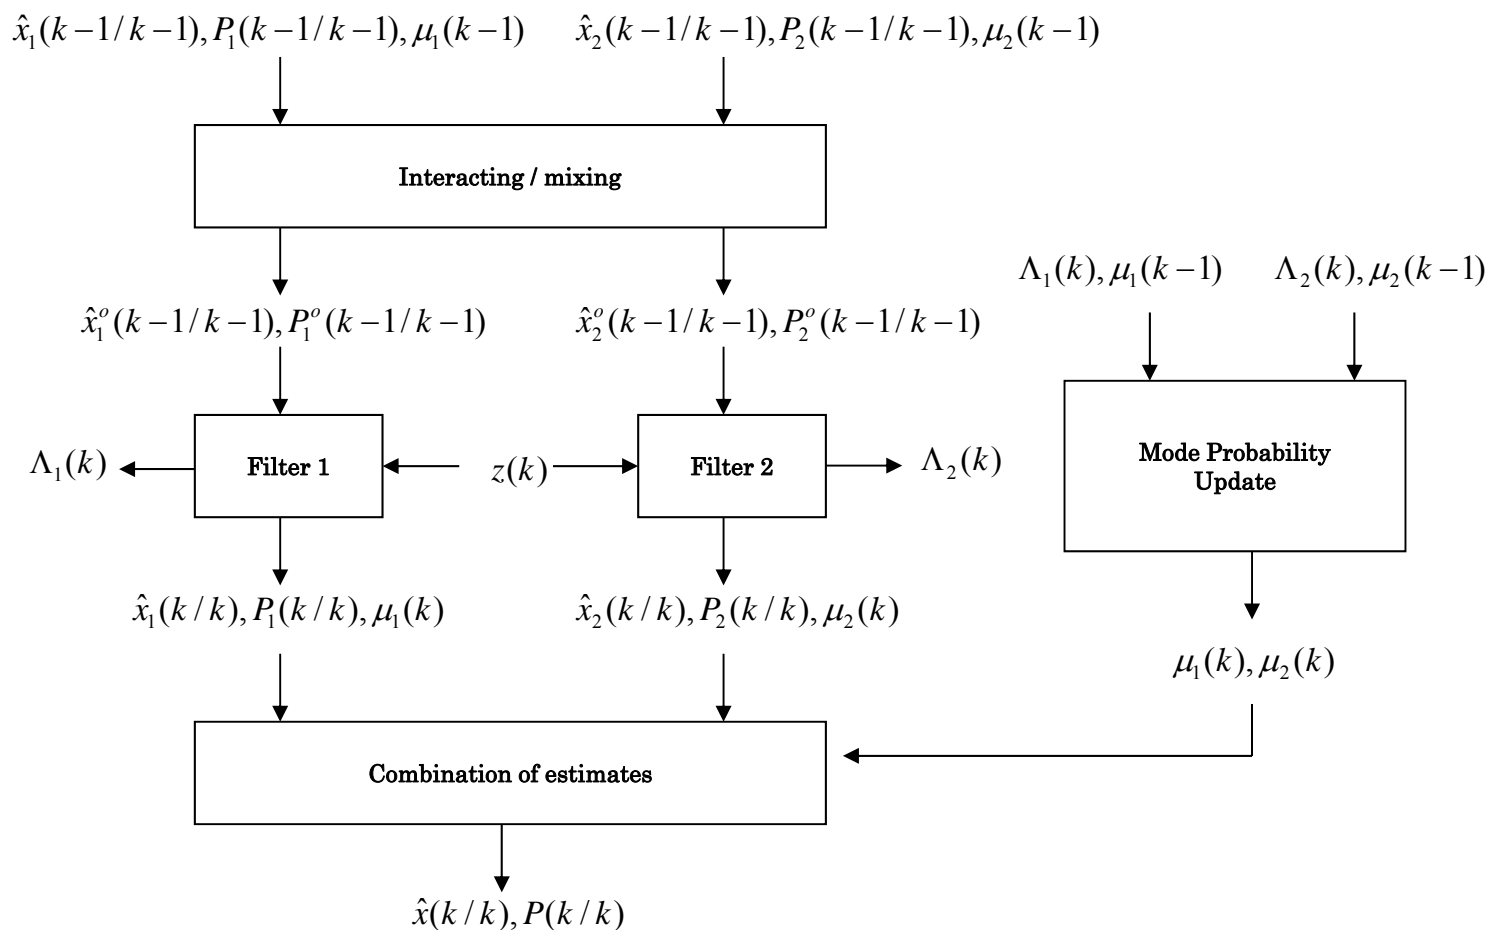 x̂₁(k−1/k−1), P₁(k−1/k−1), μ₁(k−1)
x̂₂(k−1/k−1), P₂(k−1/k−1), μ₂(k−1)
Interacting / mixing
x̂₁ᵒ(k−1/k−1), P₁ᵒ(k−1/k−1)
x̂₂ᵒ(k−1/k−1), P₂ᵒ(k−1/k−1)
Λ₁(k), μ₁(k−1)
Λ₂(k), μ₂(k−1)
Λ₁(k)
Filter 1
z(k)
Filter 2
Λ₂(k)
Mode Probability
Update
x̂₁(k/k), P₁(k/k), μ₁(k)
x̂₂(k/k), P₂(k/k), μ₂(k)
μ₁(k), μ₂(k)
Combination of estimates
x̂(k/k), P(k/k)